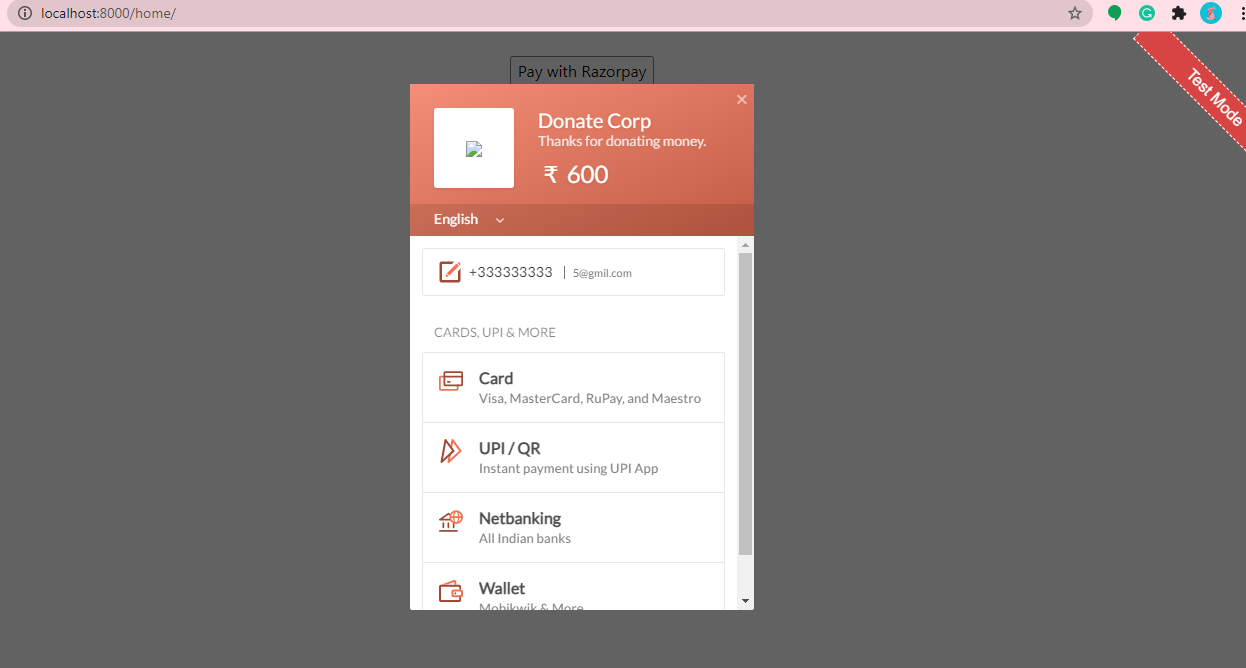 localhost:8000/home/
Pay with Razorpay
Test Mode
Donate Corp
Thanks for donating money.
₹ 600
English
+333333333 | 5@gmil.com
CARDS, UPI & MORE
Card
Visa, MasterCard, RuPay, and Maestro
UPI / QR
Instant payment using UPI App
Netbanking
All Indian banks
Wallet
Mobikwik & More